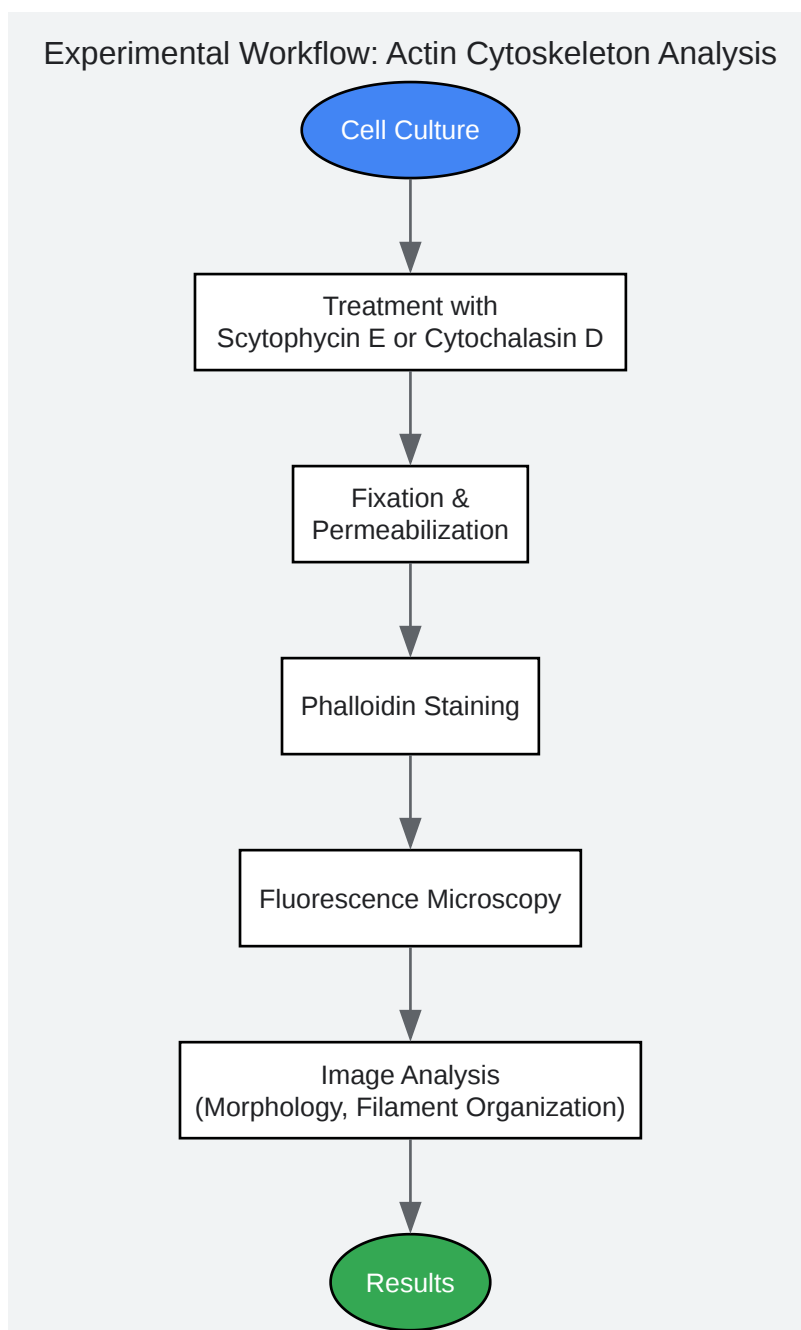 Experimental Workflow: Actin Cytoskeleton Analysis
Cell Culture
Treatment with
Scytophycin E or Cytochalasin D
Fixation &
Permeabilization
Phalloidin Staining
Fluorescence Microscopy
Image Analysis
(Morphology, Filament Organization)
Results